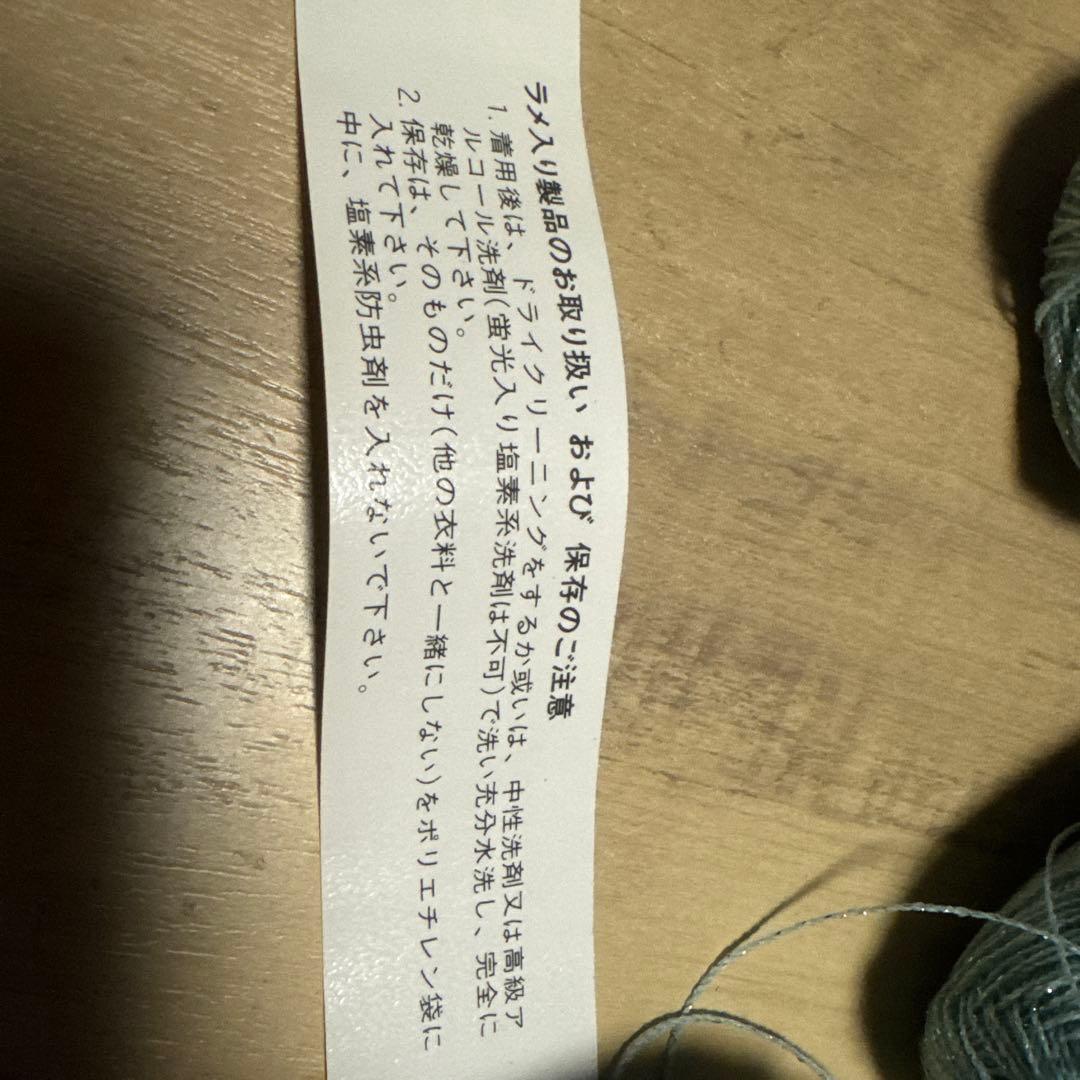 ラメ入り製品のお取り扱い および 保存のご注意
1. 着用後は、ドライクリーニングをするか或いは、中性洗剤又は高級ア
ルコール洗剤(蛍光入り塩素系洗剤は不可)で洗い充分水洗し、完全に
乾燥して下さい。
2. 保存は、そのものだけ(他の衣料と一緒にしない)をポリエチレン袋に
入れて下さい。
中に、塩素系防虫剤を入れないで下さい。